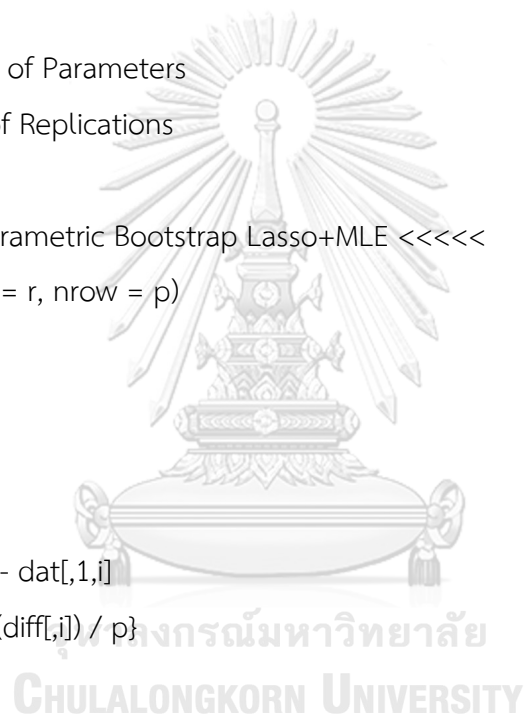 of Parameters
f Replications
rametric Bootstrap Lasso+MLE <<<<<
= r, nrow = p)
- dat[,1,i]
(diff[,i]) / p}
จุฬาลงกรณ์มหาวิทยาลัย
CHULALONGKORN UNIVERSITY